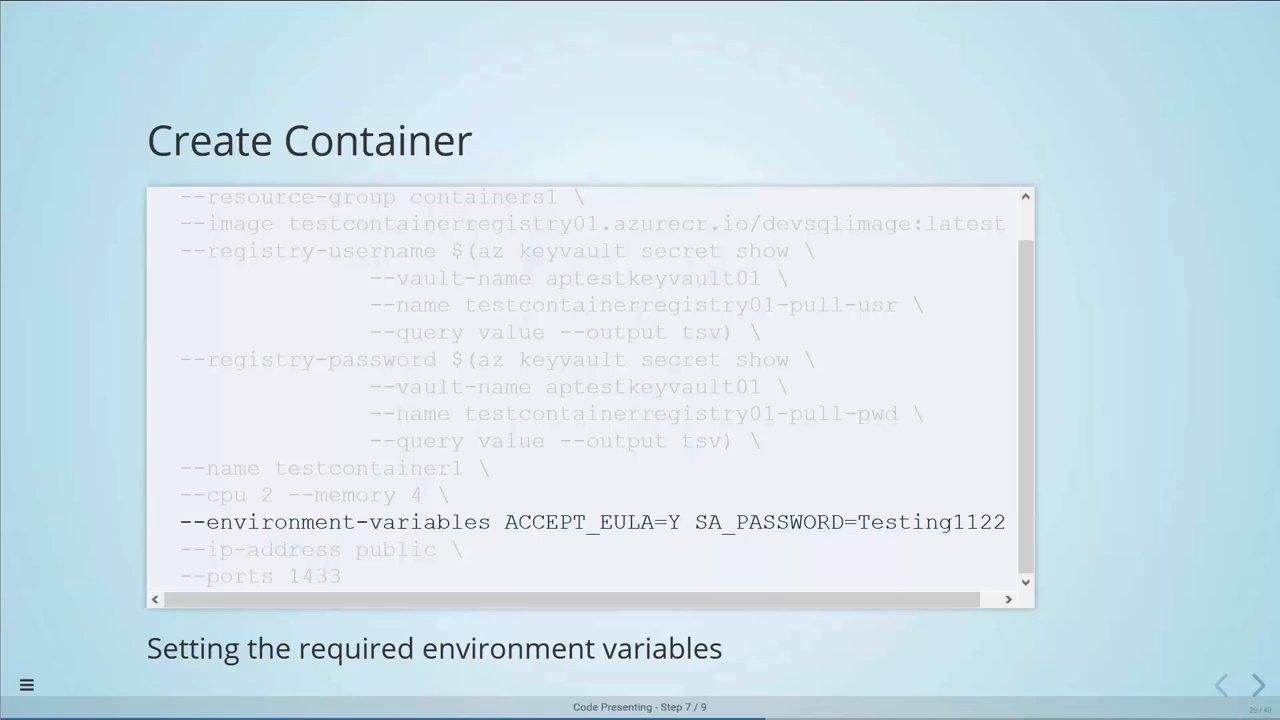 Create Container
--resource-group containers1 \
--image testcontainerregistry01.azurecr.io/devsqlimage:latest
--registry-username $(az keyvault secret show \
--vault-name aptestkeyvault01 \
--name testcontainerregistry01-pull-usr \
--query value --output tsv) \
--registry-password $(az keyvault secret show \
--vault-name aptestkeyvault01 \
--name testcontainerregistry01-pull-pwd \
--query value --output tsv) \
--name testcontainer1 \
--cpu 2 --memory 4 \
--environment-variables ACCEPT_EULA=Y SA_PASSWORD=Testing1122
--ip-address public \
--ports 1433
Setting the required environment variables
Code Presenting - Step 7 / 9